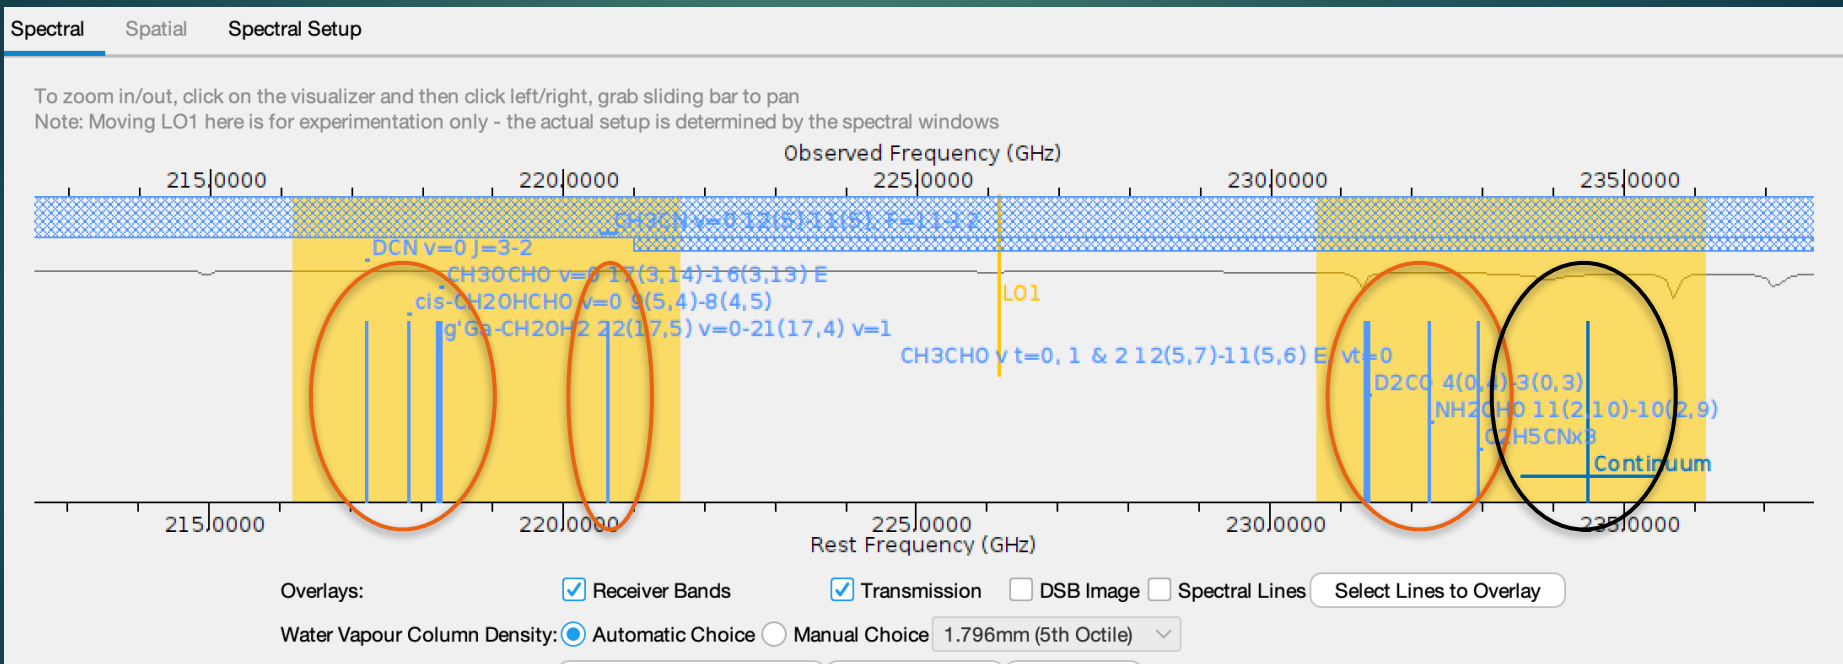 Spectral Spatial Spectral Setup
To zoom in/out, click on the visualizer and then click left/right, grab sliding bar to pan
Note: Moving LO1 here is for experimentation only - the actual setup is determined by the spectral windows
Observed Frequency (GHz)
215.0000 220.0000 225.0000 230.0000 235.0000
CH3CN v=0 12(5)-11(5), F=11-12
DCN v=0 J=3-2
CH3OCHO v=0 17(3,14)-16(3,13) E
LO1
cis-CH2OHCHO v=0 9(5,4)-8(4,5)
g'Ga-CH2OH2 22(17,5) v=0-21(17,4) v=1
CH3CHO v t=0, 1 & 2 12(5,7)-11(5,6) E, vt=0
D2CO 4(0,4)-3(0,3)
NH2CHO 11(2,10)-10(2,9)
C2H5CNx3
Continuum
215.0000 220.0000 225.0000 230.0000 235.0000
Rest Frequency (GHz)
Overlays: Receiver Bands Transmission DSB Image Spectral Lines Select Lines to Overlay
Water Vapour Column Density: Automatic Choice Manual Choice 1.796mm (5th Octile)